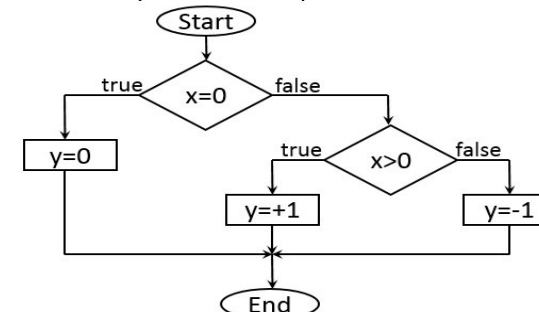 Start
true
x=0
false
y=0
true
x>0
false
y=+1
y=-1
End